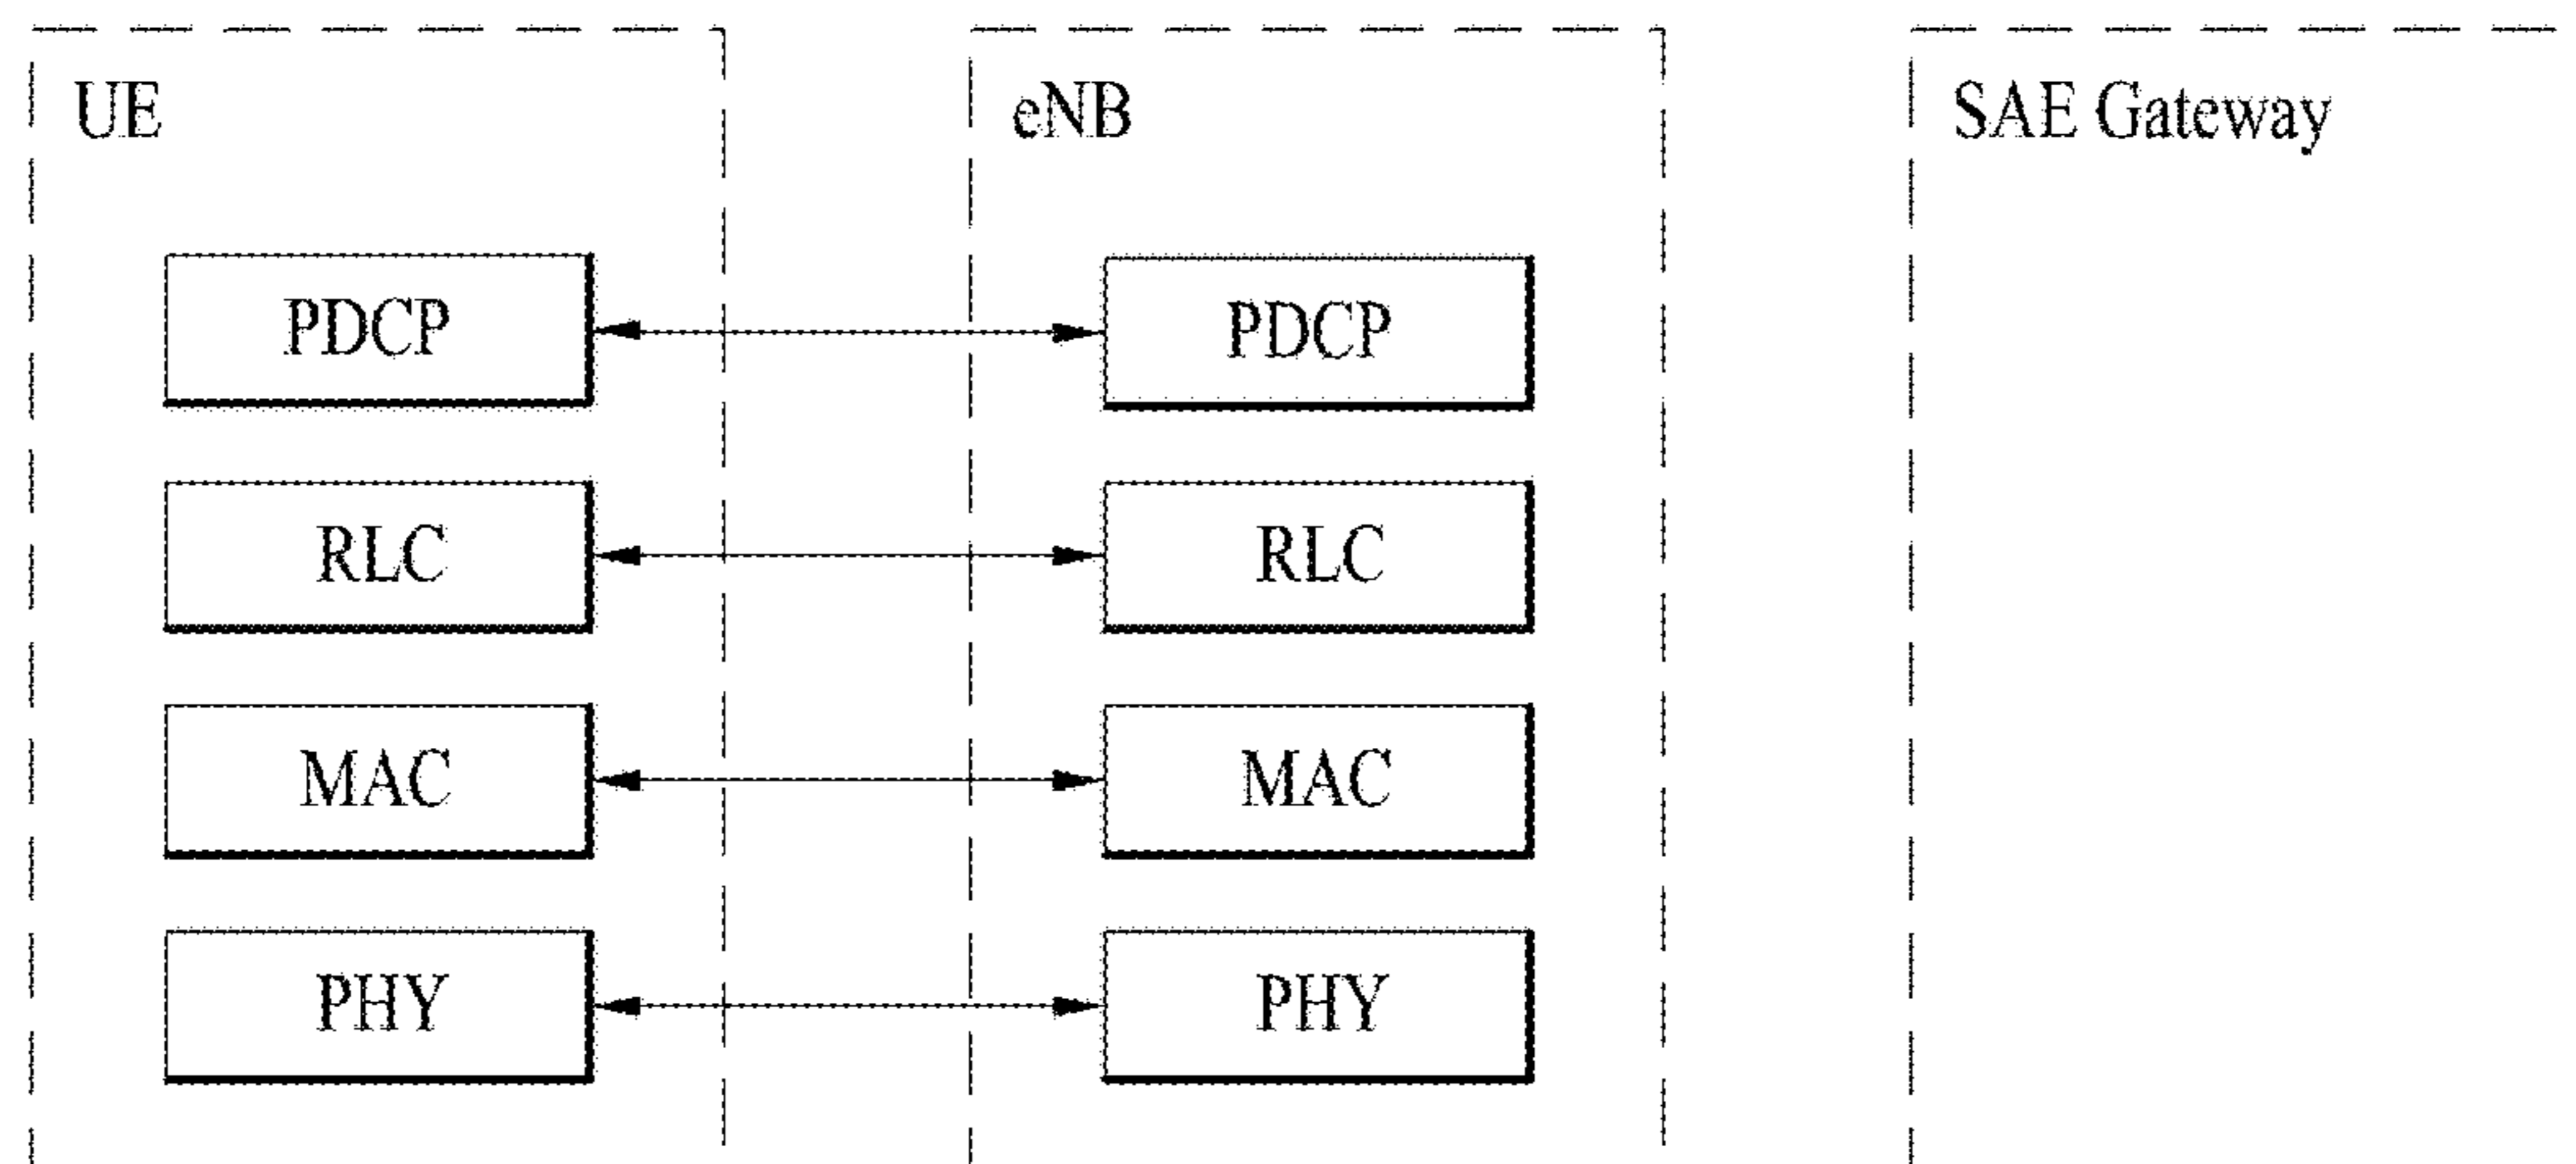 UE eNB SAE Gateway
PDCP PDCP
RLC RLC
MAC MAC
PHY PHY